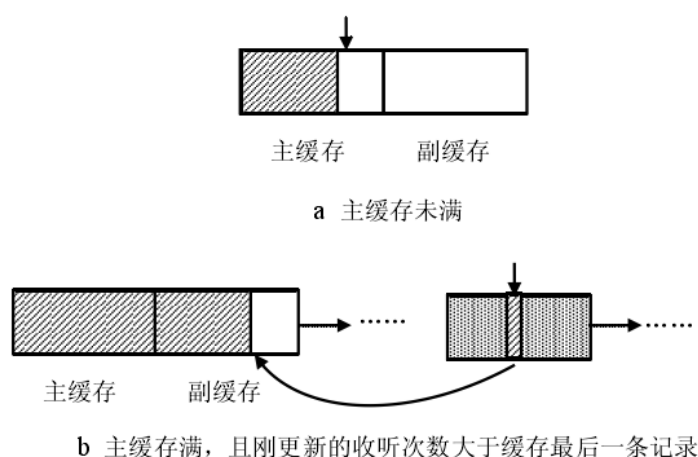 主缓存 副缓存
a 主缓存未满
…… ……
主缓存 副缓存
b 主缓存满，且刚更新的收听次数大于缓存最后一条记录